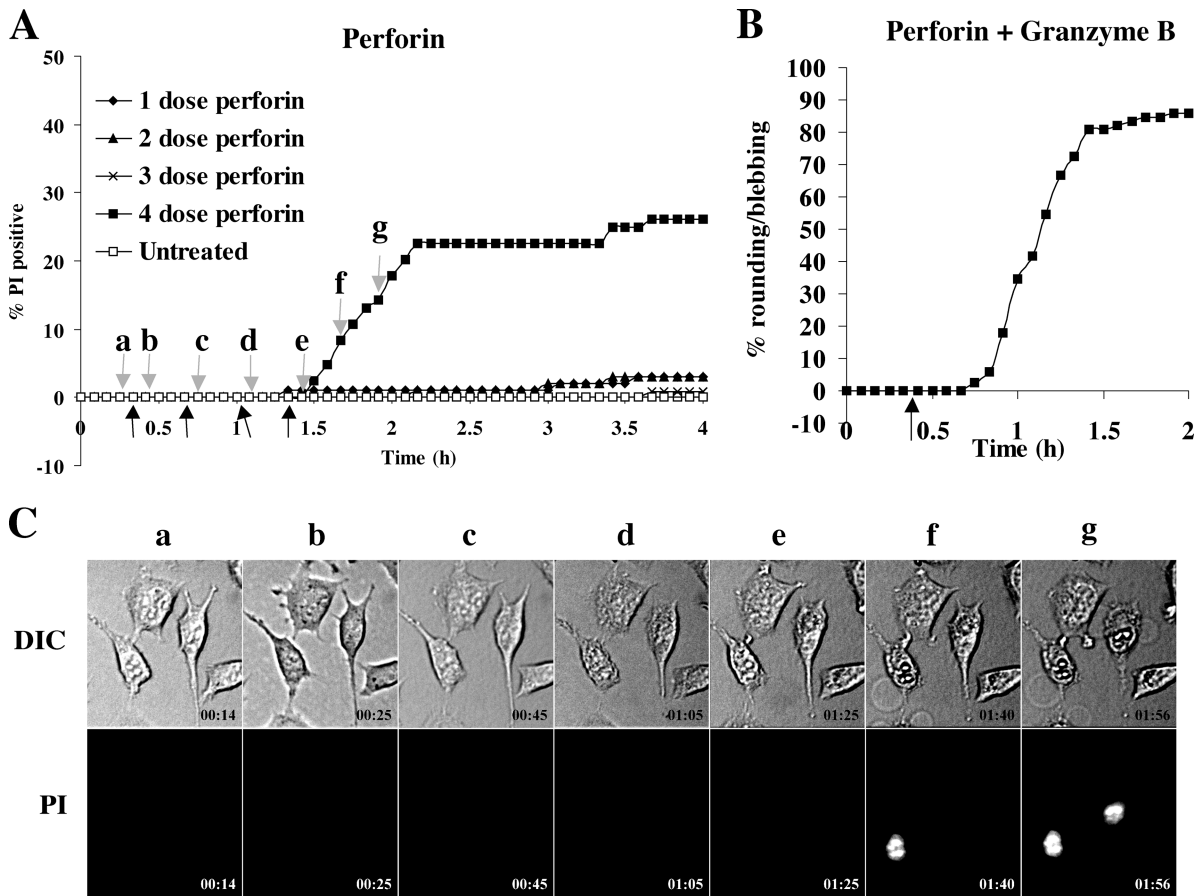 A
Perforin
50
40
30
20
10
0
-10
% PI positive
1 dose perforin
2 dose perforin
3 dose perforin
4 dose perforin
Untreated
a b c d e f g
0 0.5 1 1.5 2 2.5 3 3.5 4
Time (h)
B
Perforin + Granzyme B
100
90
80
70
60
50
40
30
20
10
0
-10
% rounding/blebbing
0 0.5 1 1.5 2
Time (h)
C
a b c d e f g
DIC
00:14 00:25 00:45 01:05 01:25 01:40 01:56
PI
00:14 00:25 00:45 01:05 01:25 01:40 01:56